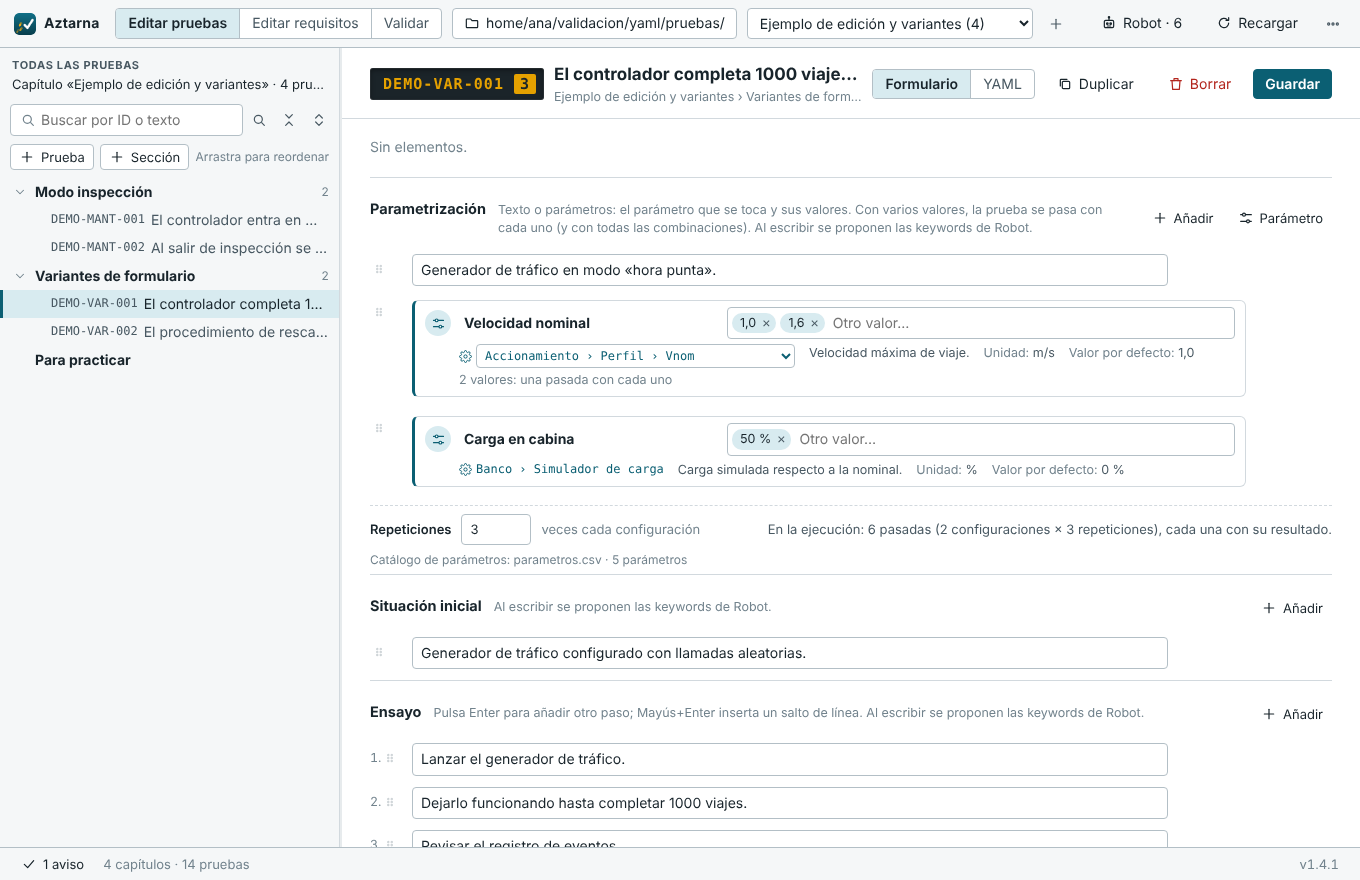 Aztarna
Editar pruebas
Editar requisitos
Validar
home/ana/validacion/yaml/pruebas/
Ejemplo de edición y variantes (4)
Robot · 6
Recargar
TODAS LAS PRUEBAS
Capítulo «Ejemplo de edición y variantes» · 4 pru...
Buscar por ID o texto
Prueba
Sección
Arrastra para reordenar
Modo inspección 2
DEMO-MANT-001 El controlador entra en ...
DEMO-MANT-002 Al salir de inspección se ...
Variantes de formulario 2
DEMO-VAR-001 El controlador completa 1...
DEMO-VAR-002 El procedimiento de resca...
Para practicar
DEMO-VAR-001 3
El controlador completa 1000 viaje...
Ejemplo de edición y variantes › Variantes de form...
Formulario
YAML
Duplicar
Borrar
Guardar
Sin elementos.
Parametrización
Texto o parámetros: el parámetro que se toca y sus valores. Con varios valores, la prueba se pasa con
cada uno (y con todas las combinaciones). Al escribir se proponen las keywords de Robot.
Añadir
Parámetro
Generador de tráfico en modo «hora punta».
Velocidad nominal
1,0 × 1,6 × Otro valor...
Accionamiento › Perfil › Vnom
Velocidad máxima de viaje. Unidad: m/s Valor por defecto: 1,0
2 valores: una pasada con cada uno
Carga en cabina
50 % × Otro valor...
Banco › Simulador de carga
Carga simulada respecto a la nominal. Unidad: % Valor por defecto: 0 %
Repeticiones 3 veces cada configuración
En la ejecución: 6 pasadas (2 configuraciones × 3 repeticiones), cada una con su resultado.
Catálogo de parámetros: parametros.csv · 5 parámetros
Situación inicial Al escribir se proponen las keywords de Robot.
Añadir
Generador de tráfico configurado con llamadas aleatorias.
Ensayo Pulsa Enter para añadir otro paso; Mayús+Enter inserta un salto de línea. Al escribir se proponen las keywords de Robot.
Añadir
1. Lanzar el generador de tráfico.
2. Dejarlo funcionando hasta completar 1000 viajes.
3. Revisar el registro de eventos.
1 aviso
4 capítulos · 14 pruebas
v1.4.1